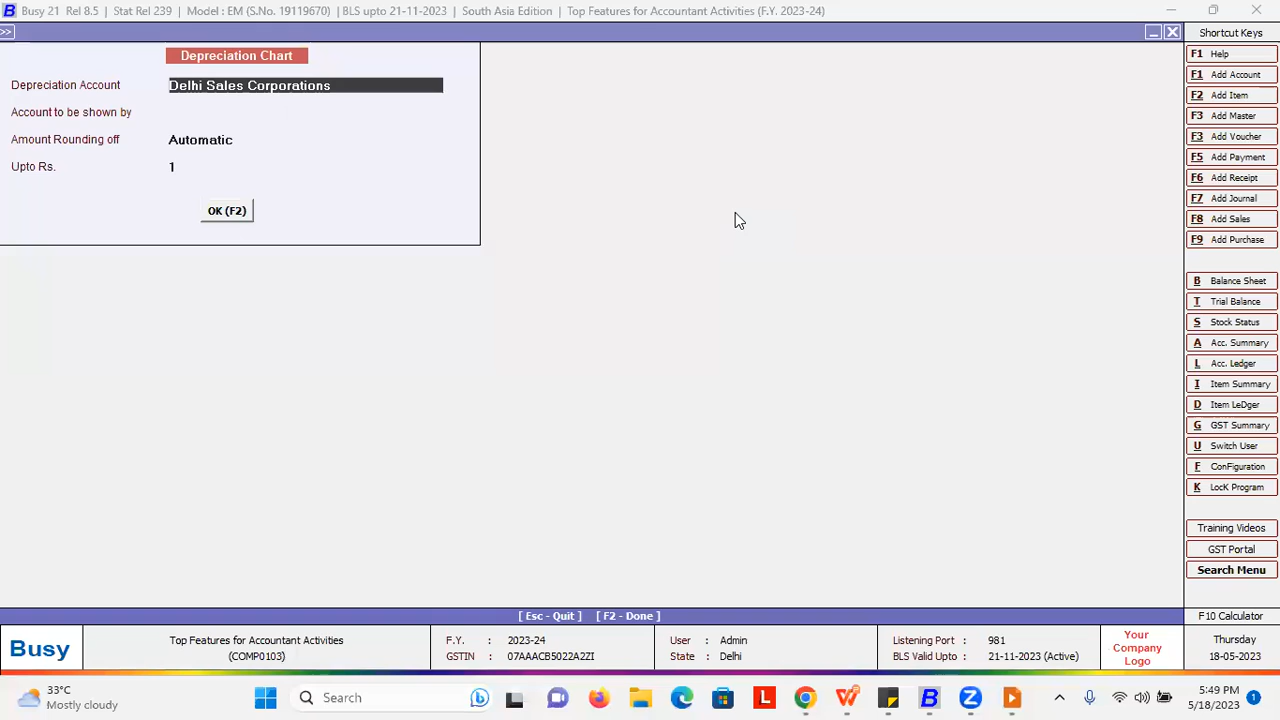 B Busy 21 Rel 8.5 | Stat Rel 239 | Model : EM (S.No. 19119670) | BLS upto 21-11-2023 | South Asia Edition | Top Features for Accountant Activities (F.Y. 2023-24)
>>
Shortcut Keys
Depreciation Chart
Depreciation Account Delhi Sales Corporations
Account to be shown by
Amount Rounding off Automatic
Upto Rs. 1
OK (F2)
F1 Help
F1 Add Account
F2 Add Item
F3 Add Master
F3 Add Voucher
F5 Add Payment
F6 Add Receipt
F7 Add Journal
F8 Add Sales
F9 Add Purchase
B Balance Sheet
T Trial Balance
S Stock Status
A Acc. Summary
L Acc. Ledger
I Item Summary
D Item LeDger
G GST Summary
U Switch User
F ConFiguration
K LocK Program
Training Videos
GST Portal
Search Menu
[ Esc - Quit ] [ F2 - Done ]
F10 Calculator
Busy
Top Features for Accountant Activities
(COMP0103)
F.Y. : 2023-24
GSTIN : 07AAACB5022A2ZI
User : Admin
State : Delhi
Listening Port : 981
BLS Valid Upto : 21-11-2023 (Active)
Your
Company
Logo
Thursday
18-05-2023
33°C
Mostly cloudy
Search
5:49 PM
5/18/2023
1